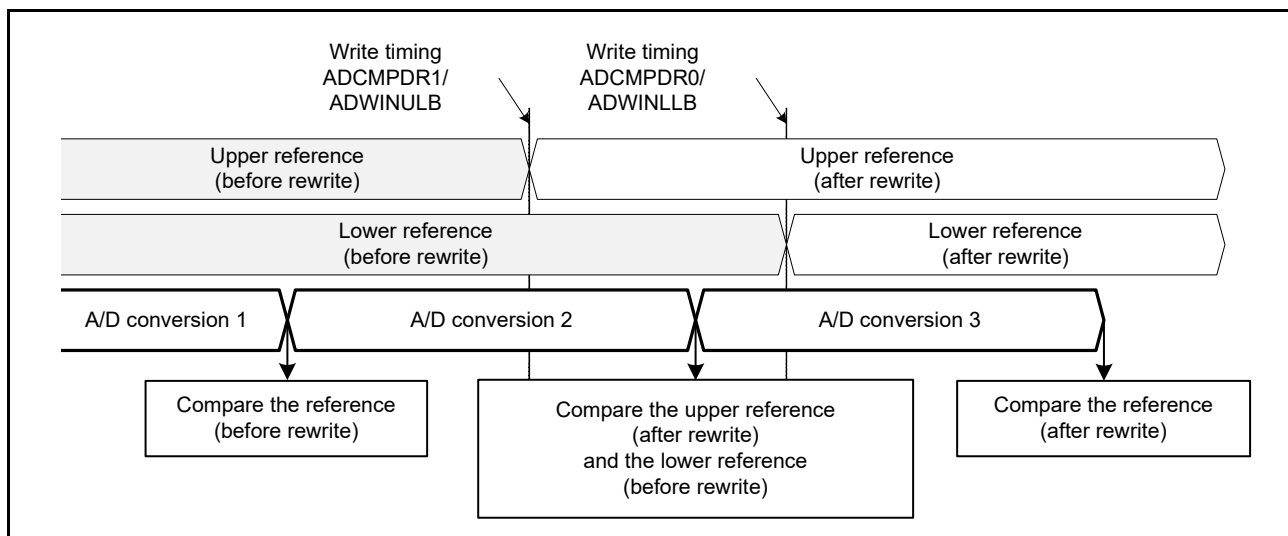 Write timing
ADCMPDR1/
ADWINULB
Write timing
ADCMPDR0/
ADWINLLB
Upper reference
(before rewrite)
Upper reference
(after rewrite)
Lower reference
(before rewrite)
Lower reference
(after rewrite)
A/D conversion 1
A/D conversion 2
A/D conversion 3
Compare the reference
(before rewrite)
Compare the upper reference
(after rewrite)
and the lower reference
(before rewrite)
Compare the reference
(after rewrite)